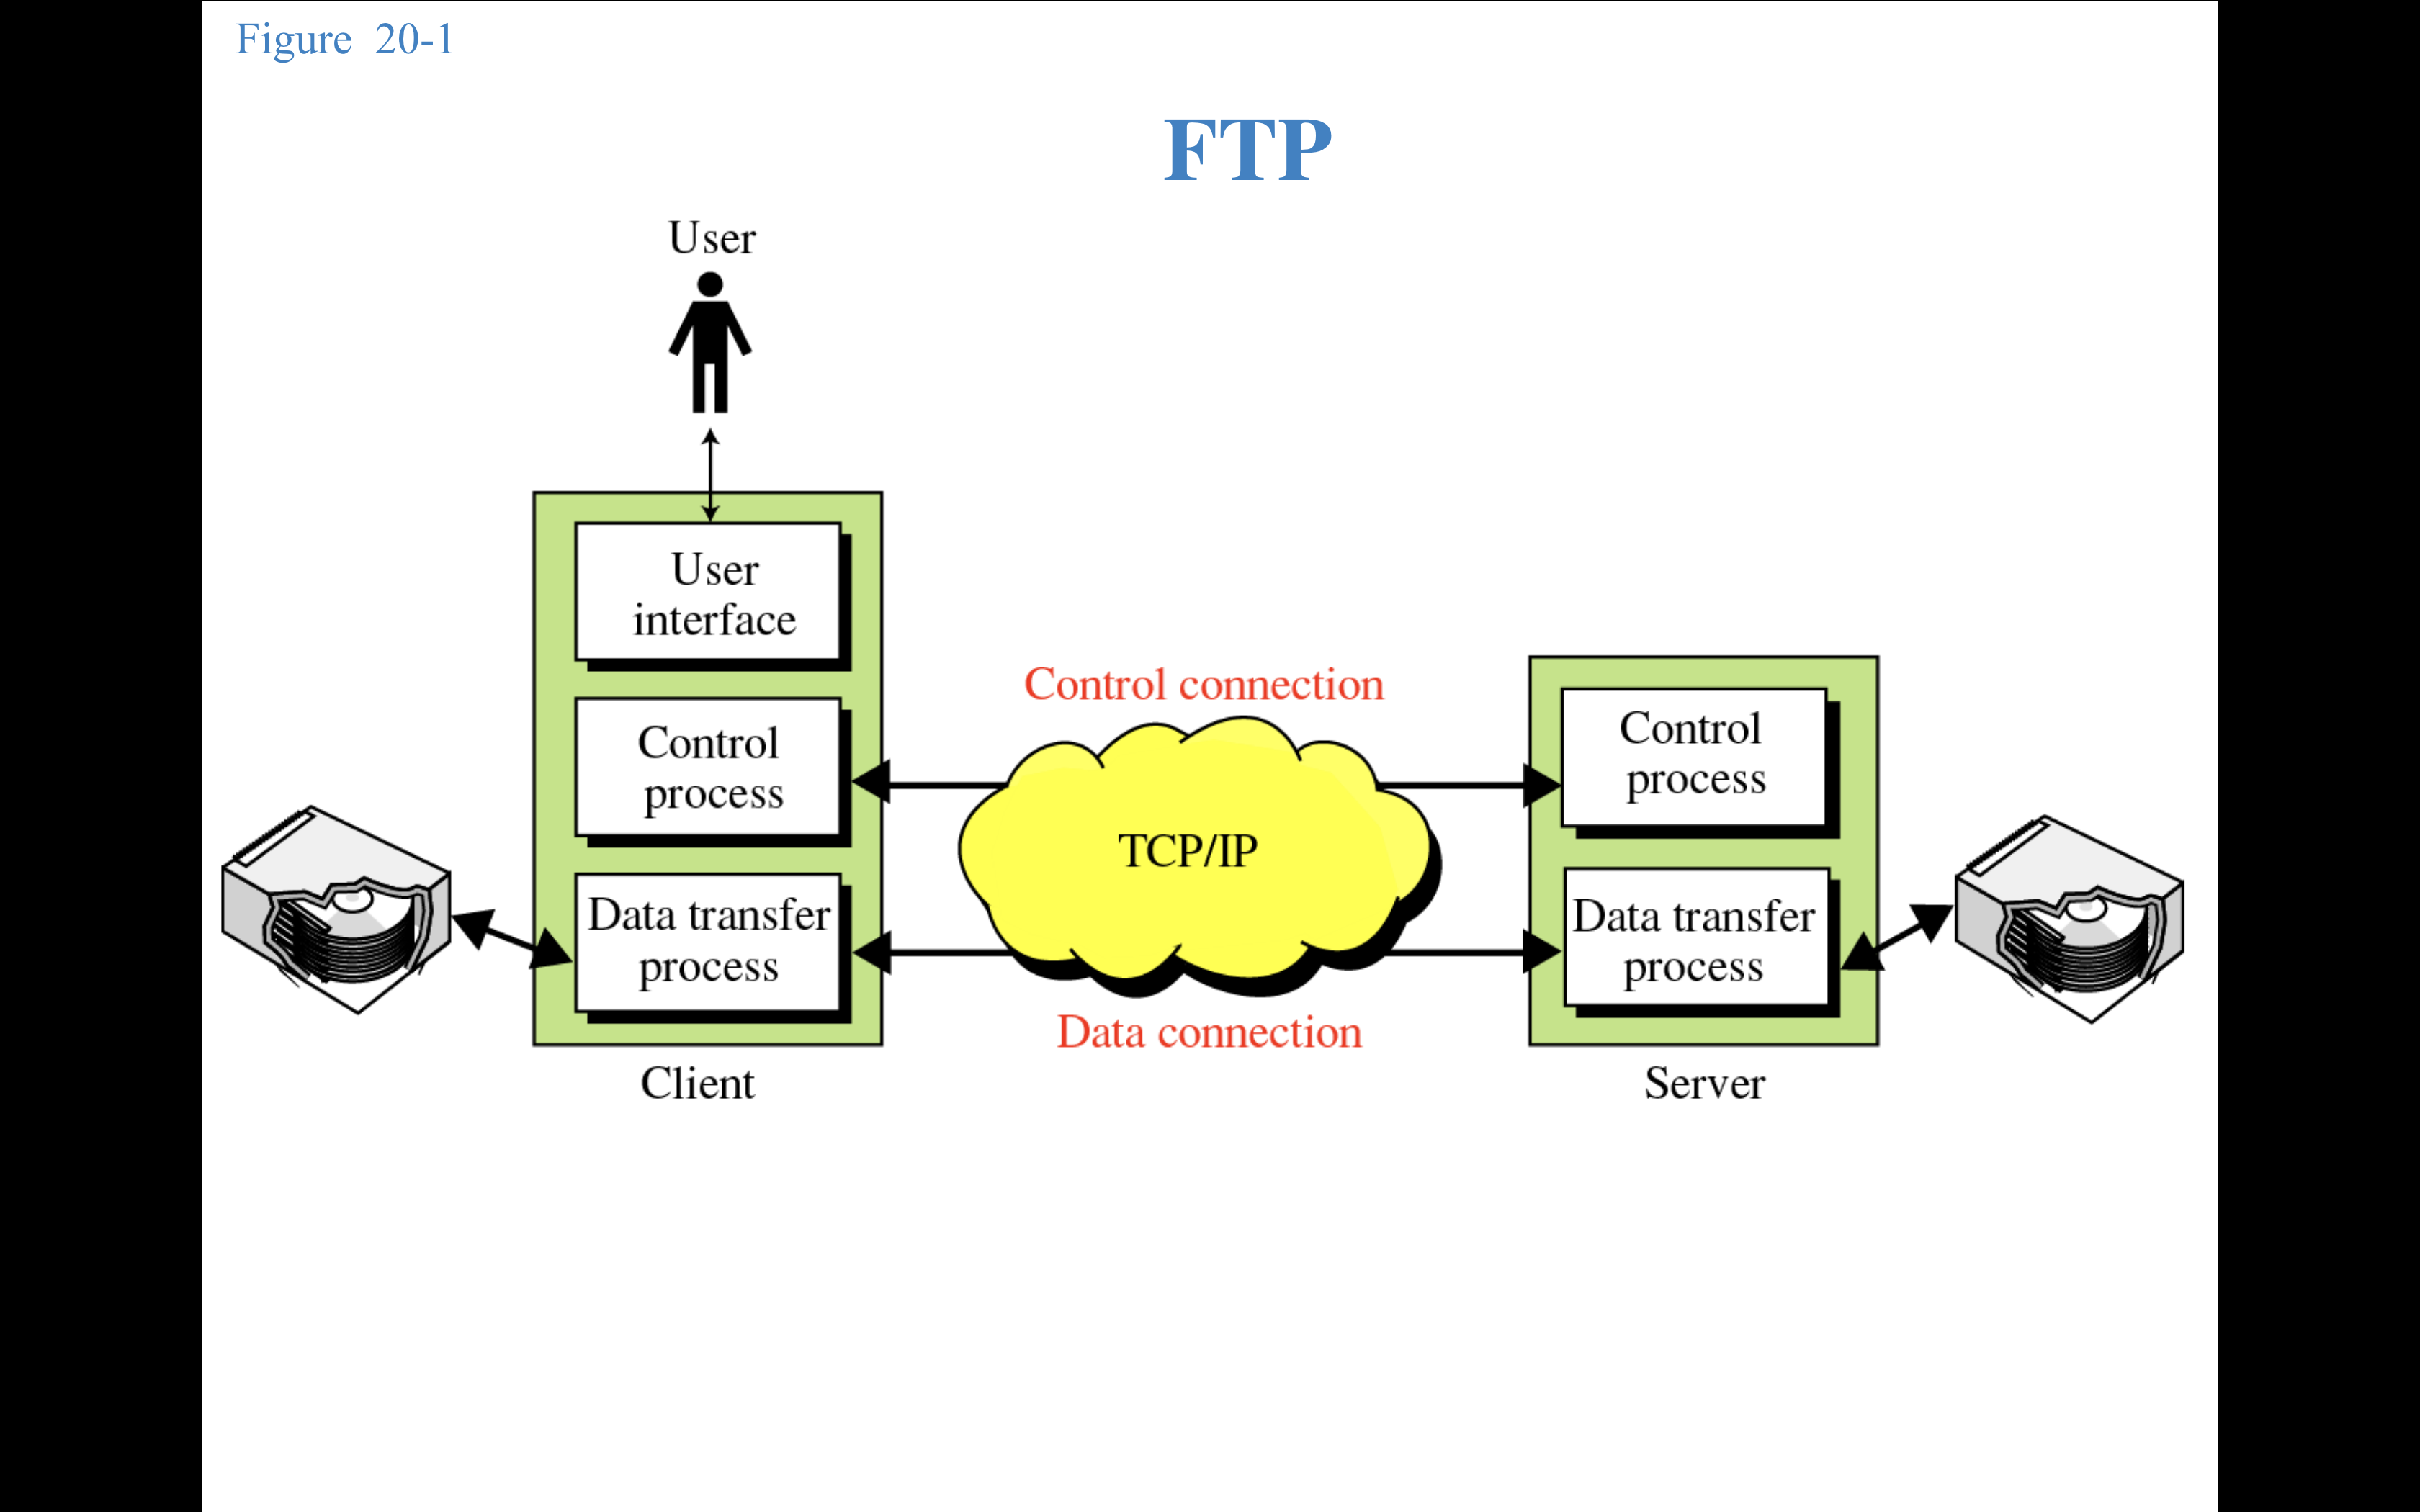 Figure 20-1
FTP
User
User
interface
Control connection
Control
process
Control
process
TCP/IP
Data transfer
process
Data transfer
process
Data connection
Client
Server